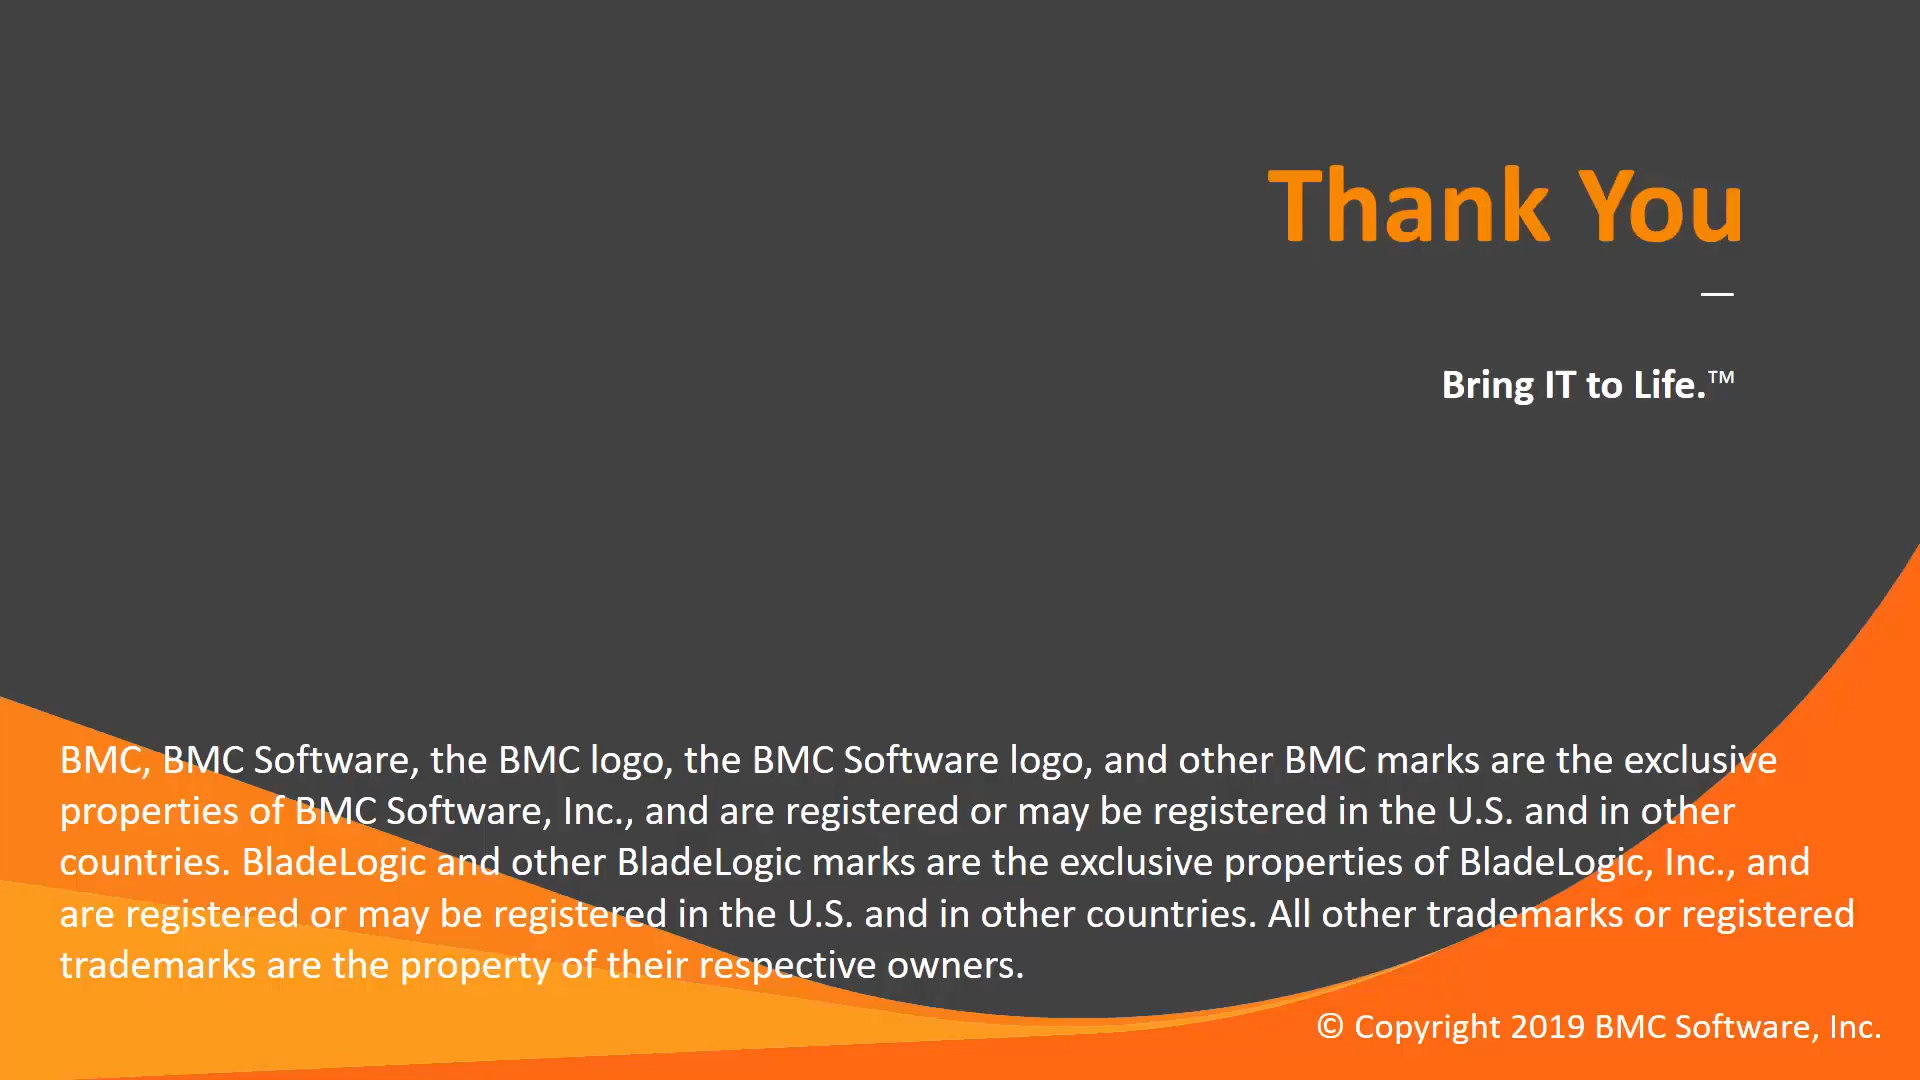 Thank You
Bring IT to Life.™
BMC, BMC Software, the BMC logo, the BMC Software logo, and other BMC marks are the exclusive
properties of BMC Software, Inc., and are registered or may be registered in the U.S. and in other
countries. BladeLogic and other BladeLogic marks are the exclusive properties of BladeLogic, Inc., and
are registered or may be registered in the U.S. and in other countries. All other trademarks or registered
trademarks are the property of their respective owners.
© Copyright 2019 BMC Software, Inc.